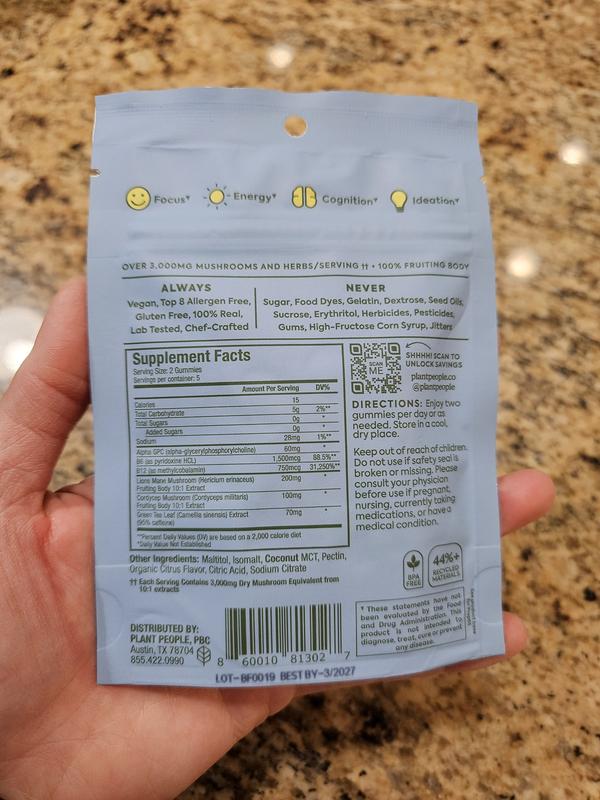 Focus▼ Energy▼ Cognition▼ Ideation▼
OVER 3,000MG MUSHROOMS AND HERBS/SERVING †† • 100% FRUITING BODY
ALWAYS
Vegan, Top 8 Allergen Free,
Gluten Free, 100% Real,
Lab Tested, Chef-Crafted
NEVER
Sugar, Food Dyes, Gelatin, Dextrose, Seed Oils,
Sucrose, Erythritol, Herbicides, Pesticides,
Gums, High-Fructose Corn Syrup, Jitters
Supplement Facts
Serving Size: 2 Gummies
Servings per container: 5
Amount Per Serving DV%
Calories 15
Total Carbohydrate 5g 2%**
Total Sugars 0g *
Added Sugars 0g *
Sodium 28mg 1%**
Alpha GPC (alpha-glycerylphosphorylcholine) 60mg *
B6 (as pyridoxine HCL) 1,500mcg 88.5%**
B12 (as methylcobalamin) 750mcg 31,250%**
Lions Mane Mushroom (Hericium erinaceus) 200mg *
Fruiting Body 10:1 Extract
Cordycep Mushroom (Cordyceps militaris) 100mg *
Fruiting Body 10:1 Extract
Green Tea Leaf (Camellia sinensis) Extract 70mg *
(95% caffeine)
**Percent Daily Values (DV) are based on a 2,000 calorie diet
*Daily Value Not Established
SCAN
ME
SHHHH! SCAN TO
UNLOCK SAVINGS
plantpeople.co
@plantpeople
DIRECTIONS: Enjoy two
gummies per day or as
needed. Store in a cool,
dry place.
Keep out of reach of children.
Do not use if safety seal is
broken or missing. Please
consult your physician
before use if pregnant,
nursing, currently taking
medications, or have a
medical condition.
Other Ingredients: Maltitol, Isomalt, Coconut MCT, Pectin,
Organic Citrus Flavor, Citric Acid, Sodium Citrate
†† Each Serving Contains 3,000mg Dry Mushroom Equivalent from
10:1 extracts
BPA
FREE
44%+
RECYCLED
MATERIALS
DISTRIBUTED BY:
PLANT PEOPLE, PBC
Austin, TX 78704
855.422.0990
8 60010 81302 7
▼ These statements have not
been evaluated by the Food
and Drug Administration. This
product is not intended to
diagnose, treat, cure or prevent
any disease.
LOT-BF0019 BEST BY-3/2027